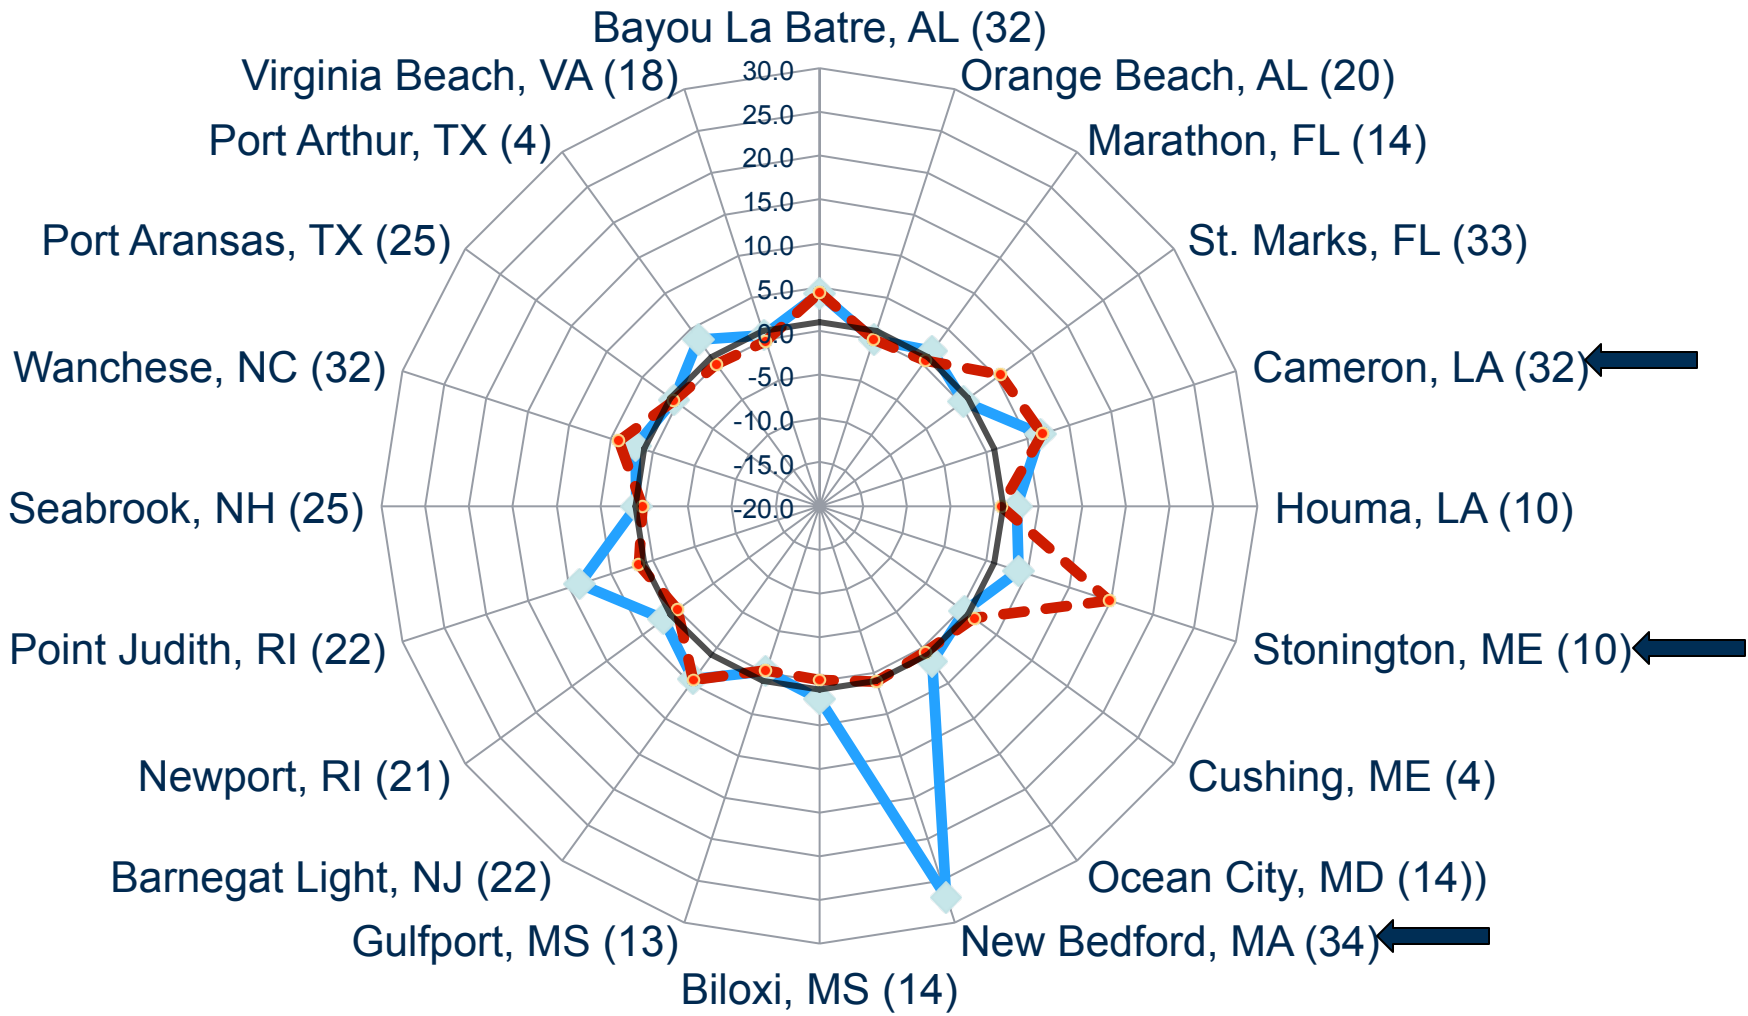 Bayou La Batre, AL (32)
Virginia Beach, VA (18)
30.0
Orange Beach, AL (20)
25.0
Port Arthur, TX (4)
20.0
Marathon, FL (14)
15.0
Port Aransas, TX (25)
10.0
St. Marks, FL (33)
5.0
0.0
Wanchese, NC (32)
-5.0
Cameron, LA (32)
-10.0
-15.0
Seabrook, NH (25)
-20.0
Houma, LA (10)
Point Judith, RI (22)
Stonington, ME (10)
Newport, RI (21)
Cushing, ME (4)
Barnegat Light, NJ (22)
Ocean City, MD (14))
Gulfport, MS (13)
New Bedford, MA (34)
Biloxi, MS (14)